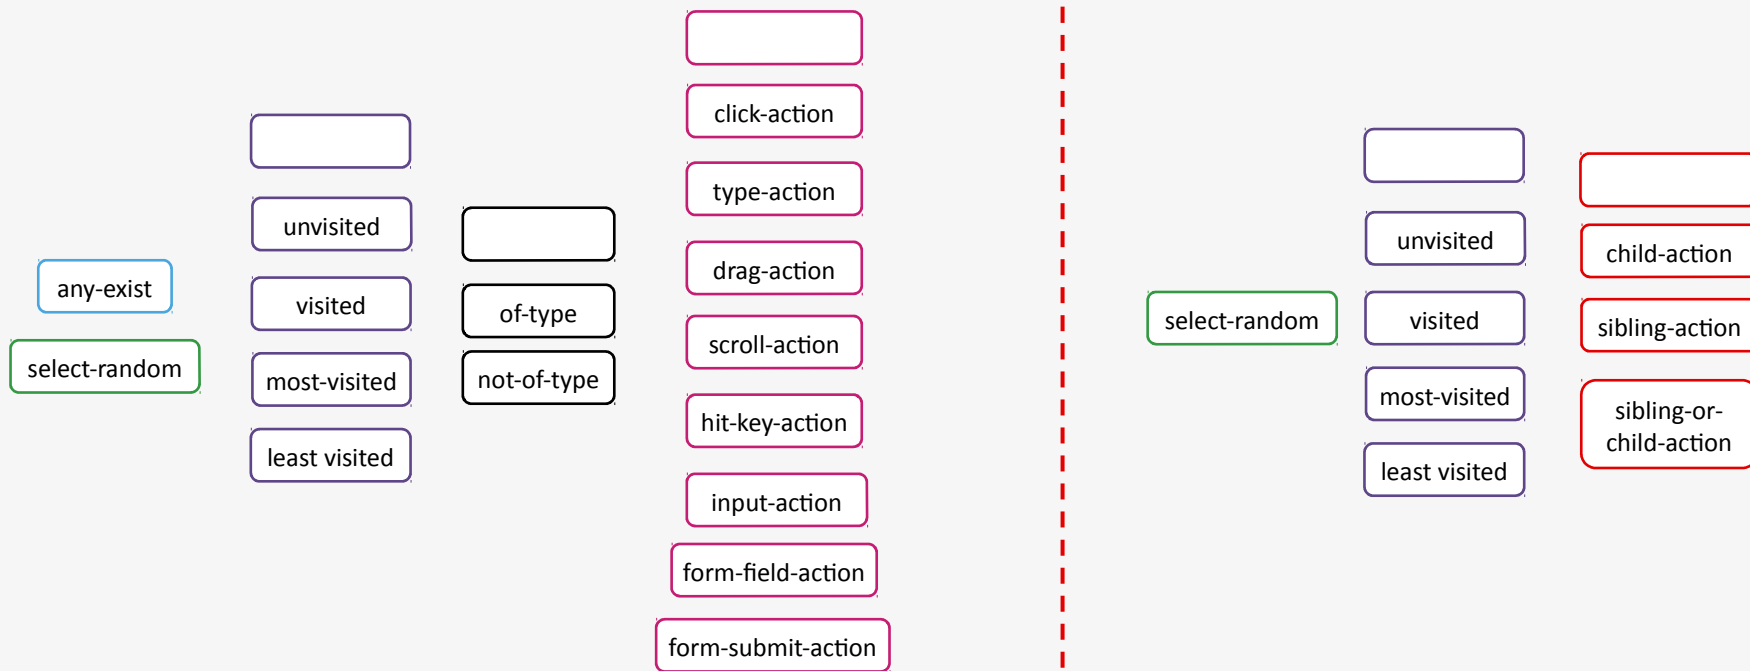 any-exist
select-random
unvisited
visited
most-visited
least visited
of-type
not-of-type
click-action
type-action
drag-action
scroll-action
hit-key-action
input-action
form-field-action
form-submit-action
select-random
unvisited
visited
most-visited
least visited
child-action
sibling-action
sibling-or-
child-action